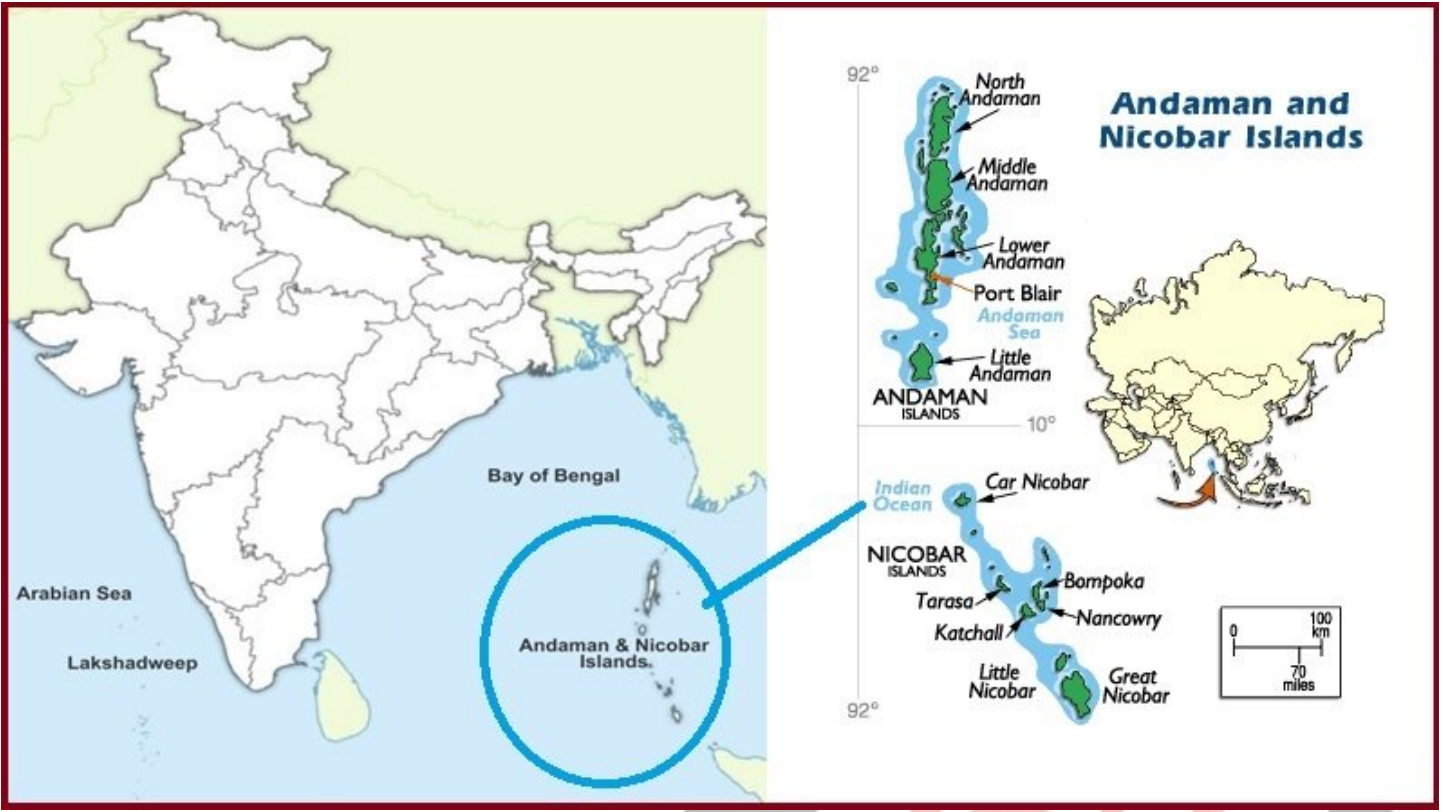 Bay of Bengal
Arabian Sea
Andaman & Nicobar
Islands
Lakshadweep
92°
North
Andaman
Andaman and
Nicobar Islands
Middle
Andaman
Lower
Andaman
Port Blair
Andaman
Sea
Little
Andaman
ANDAMAN
ISLANDS
10°
Indian
Ocean
Car Nicobar
NICOBAR
ISLANDS
Bompoka
Tarasa
Nancowry
Katchall
Little
Nicobar
Great
Nicobar
92°
0
100
km
70
miles